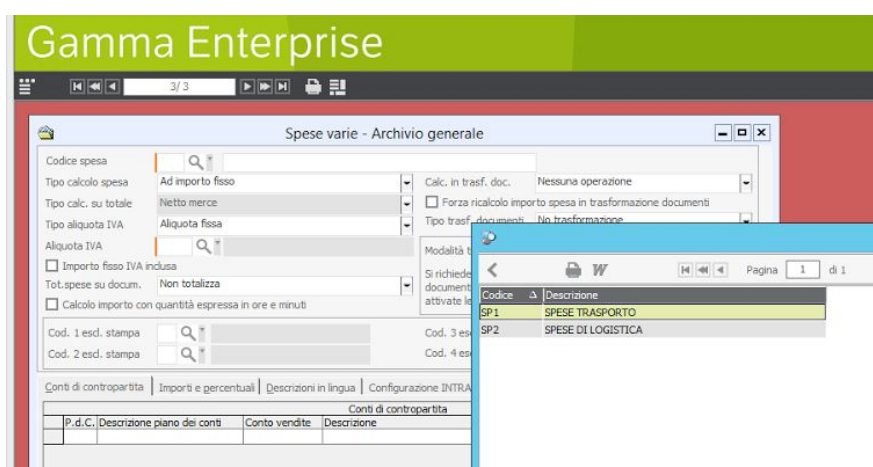 Gamma Enterprise
3/ 3
Spese varie - Archivio generale
Codice spesa
Tipo calcolo spesa Ad importo fisso Calc. in trasf. doc. Nessuna operazione
Tipo calc. su totale Netto merce Forza ricalcolo importo spesa in trasformazione documenti
Tipo aliquota IVA Aliquota fissa Tipo trasf. documenti No trasformazione
Aliquota IVA Modalità
Importo fisso IVA indusa Si richiede
Tot.spese su docum. Non totalizza document
Calcolo importo con quantità espressa in ore e minuti attivate le
Cod. 1 escl. stampa Cod. 3 es
Cod. 2 escl. stampa Cod. 4 es
Conti di contropartita Importi e percentuali Descrizioni in lingua Configurazione INTRA
Conti di contropartita
P.d.C. Descrizione piano dei conti Conto vendite Descrizione
W Pagina 1 di 1
Codice Descrizione
SP1 SPESE TRASPORTO
SP2 SPESE DI LOGISTICA